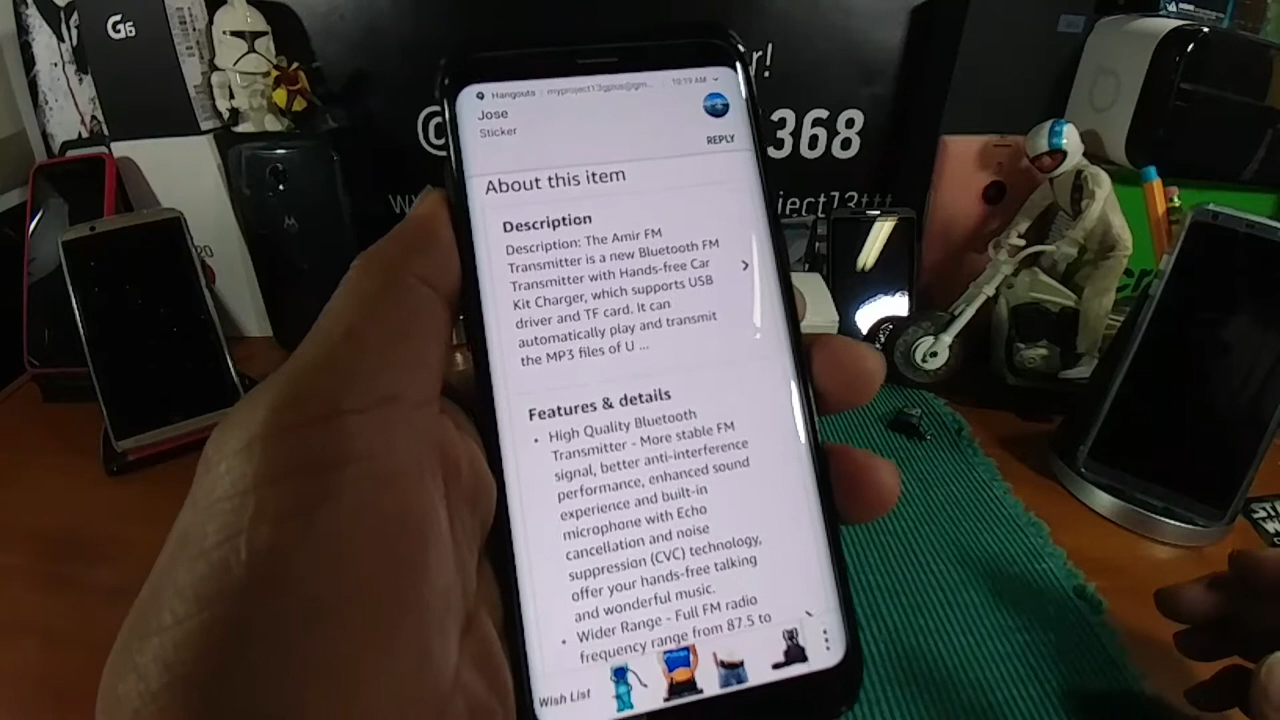 G6
r!
@
368
ject13ttt
20
Hangouts myproject13gplus@gm... 10:19 AM
Jose
Sticker
REPLY
About this item
Description
Description: The Amir FM
Transmitter is a new Bluetooth FM
Transmitter with Hands-free Car
Kit Charger, which supports USB
driver and TF card. It can
automatically play and transmit
the MP3 files of U ...
Features & details
• High Quality Bluetooth
Transmitter - More stable FM
signal, better anti-interference
performance, enhanced sound
experience and built-in
microphone with Echo
cancellation and noise
suppression (CVC) technology,
offer your hands-free talking
and wonderful music.
• Wider Range - Full FM radio
frequency range from 87.5 to
Wish List